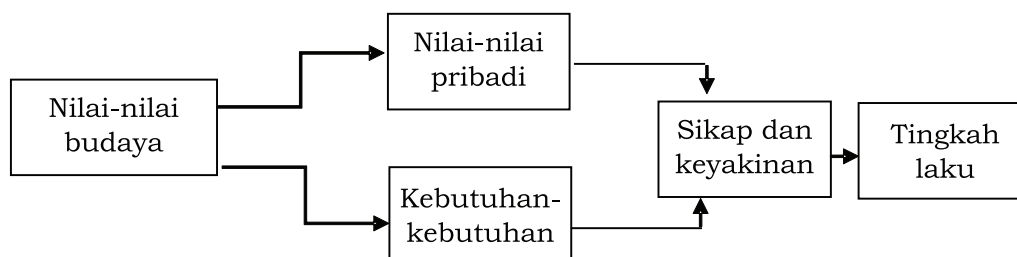 Nilai-nilai
budaya
Nilai-nilai
pribadi
Kebutuhan-
kebutuhan
Sikap dan
keyakinan
Tingkah
laku